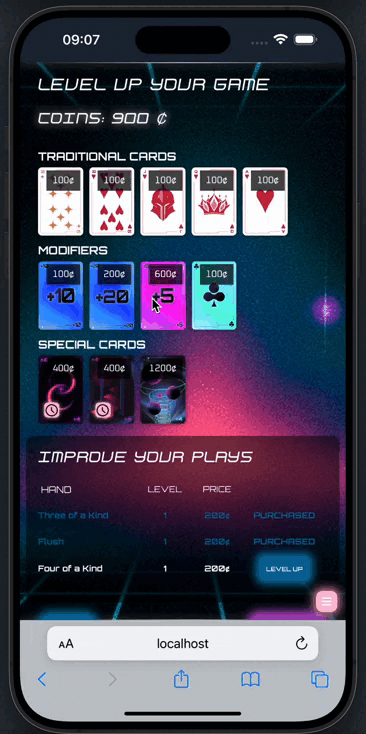 09:07
LEVEL UP YOUR GAME
COINS: 900 ¢
TRADITIONAL CARDS
100¢ 100¢ 100¢ 100¢ 100¢
MODIFIERS
100¢ 200¢ 600¢ 100¢
+10 +20 +5
SPECIAL CARDS
400¢ 400¢ 1200¢
IMPROVE YOUR PLAYS
HAND LEVEL PRICE
Three of a Kind 1 200¢ PURCHASED
Flush 1 200¢ PURCHASED
Four of a Kind 1 200¢ LEVEL UP
AA localhost